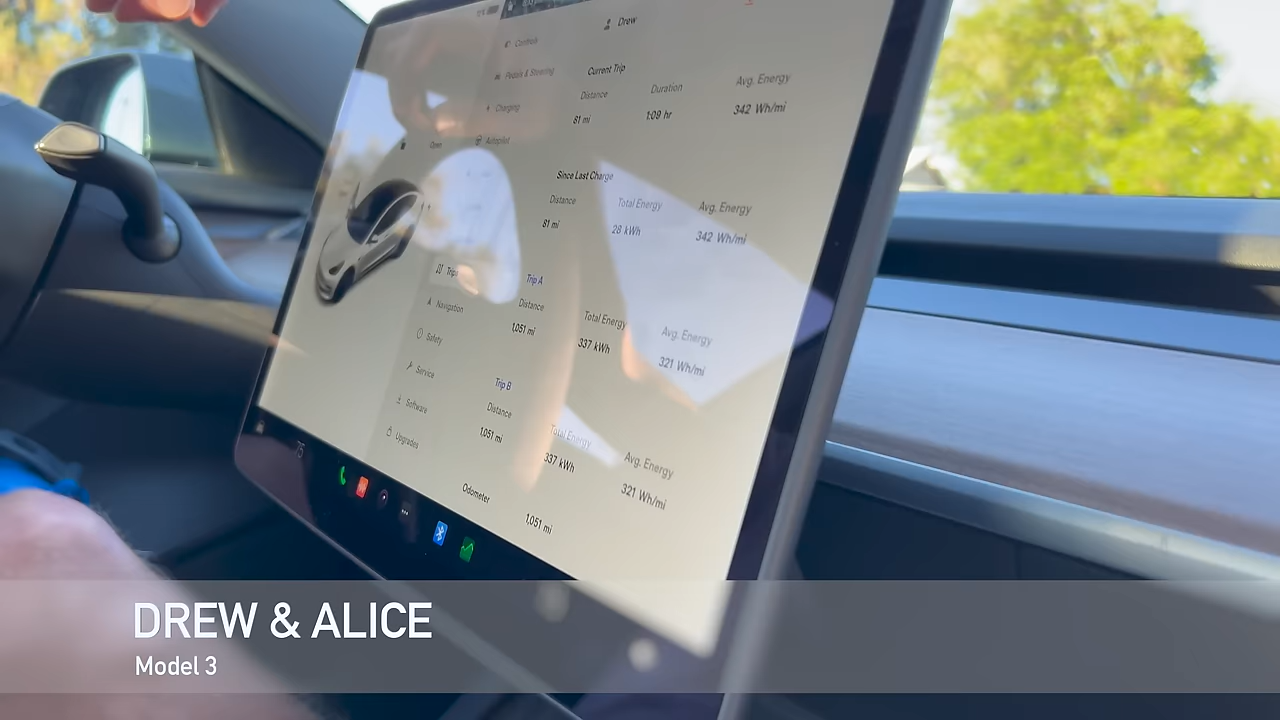 Drew
Controls
Pedals & Steering
Charging
Autopilot
Open
Trips
Navigation
Safety
Service
Software
Upgrades
Current Trip
Distance Duration Avg. Energy
81 mi 1:09 hr 342 Wh/mi
Since Last Charge
Distance Total Energy Avg. Energy
81 mi 28 kWh 342 Wh/mi
Trip A
Distance Total Energy Avg. Energy
1,051 mi 337 kWh 321 Wh/mi
Trip B
Distance Total Energy Avg. Energy
1,051 mi 337 kWh 321 Wh/mi
Odometer 1,051 mi
75
DREW & ALICE
Model 3